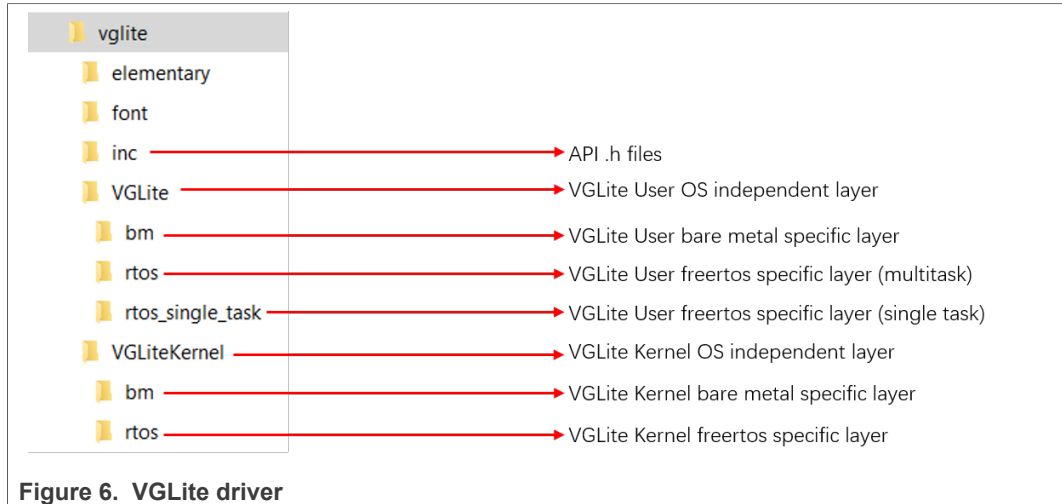 vglite
elementary
font
inc API .h files
VGLite VGLite User OS independent layer
bm VGLite User bare metal specific layer
rtos VGLite User freertos specific layer (multitask)
rtos_single_task VGLite User freertos specific layer (single task)
VGLiteKernel VGLite Kernel OS independent layer
bm VGLite Kernel bare metal specific layer
rtos VGLite Kernel freertos specific layer
Figure 6. VGLite driver